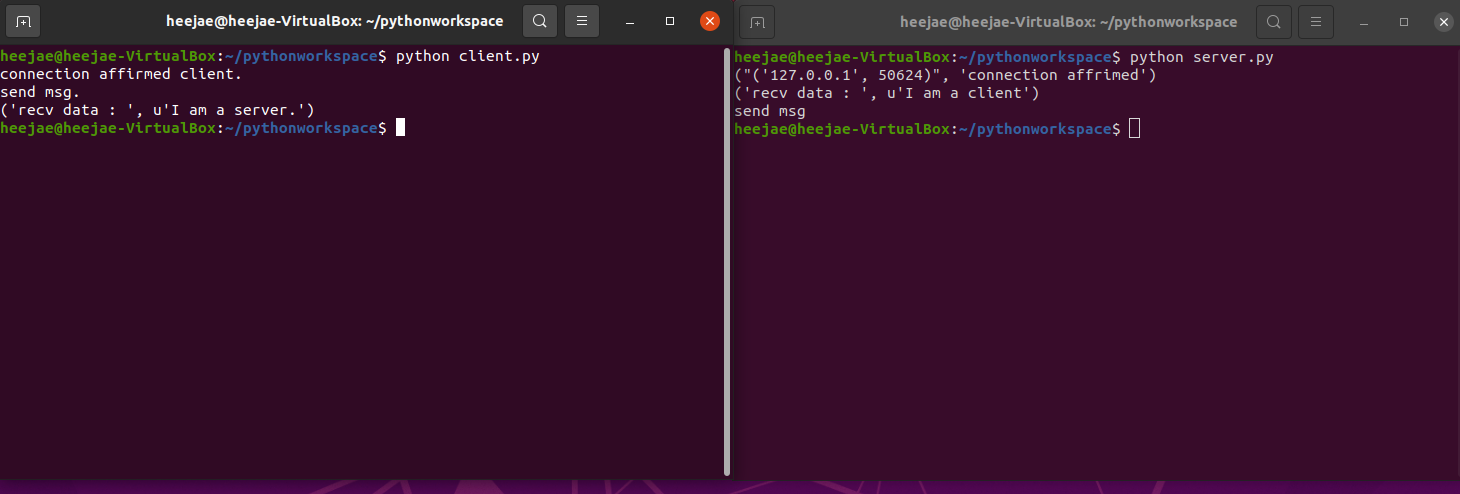 heejae@heejae-VirtualBox: ~/pythonworkspace
heejae@heejae-VirtualBox:~/pythonworkspace$ python client.py
connection affirmed client.
send msg.
('recv data : ', u'I am a server.')
heejae@heejae-VirtualBox:~/pythonworkspace$
heejae@heejae-VirtualBox: ~/pythonworkspace
heejae@heejae-VirtualBox:~/pythonworkspace$ python server.py
("('127.0.0.1', 50624)", 'connection affrimed')
('recv data : ', u'I am a client')
send msg
heejae@heejae-VirtualBox:~/pythonworkspace$